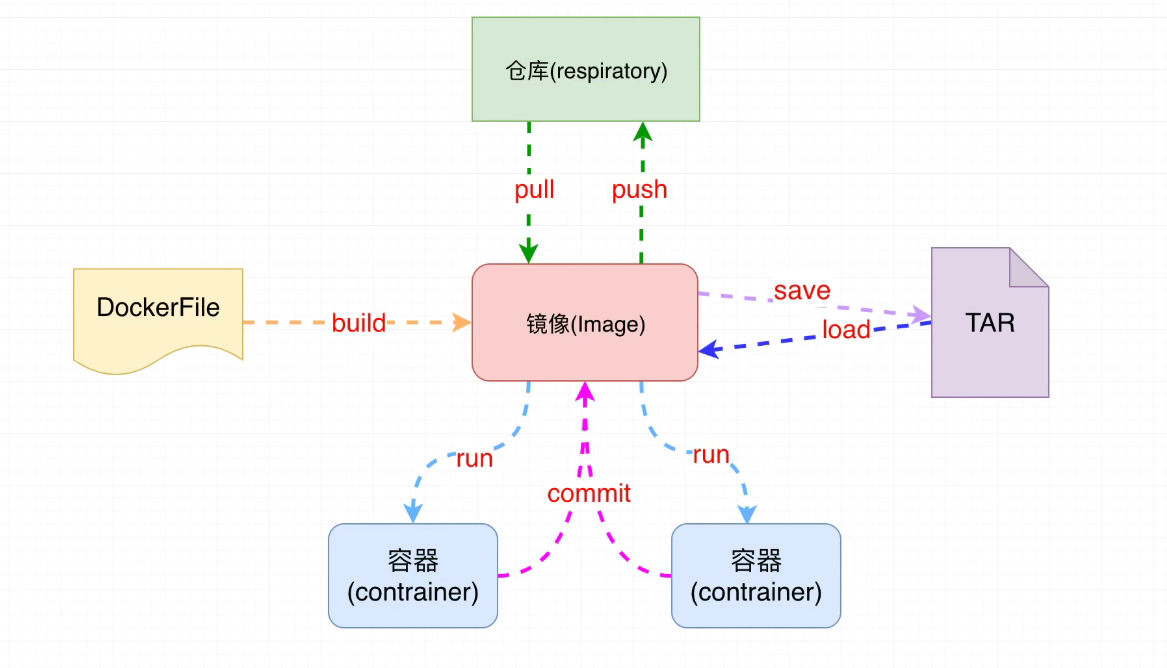 仓库(respiratory)
pull
push
DockerFile
build
镜像(Image)
save
load
TAR
run
run
commit
容器
(contrainer)
容器
(contrainer)